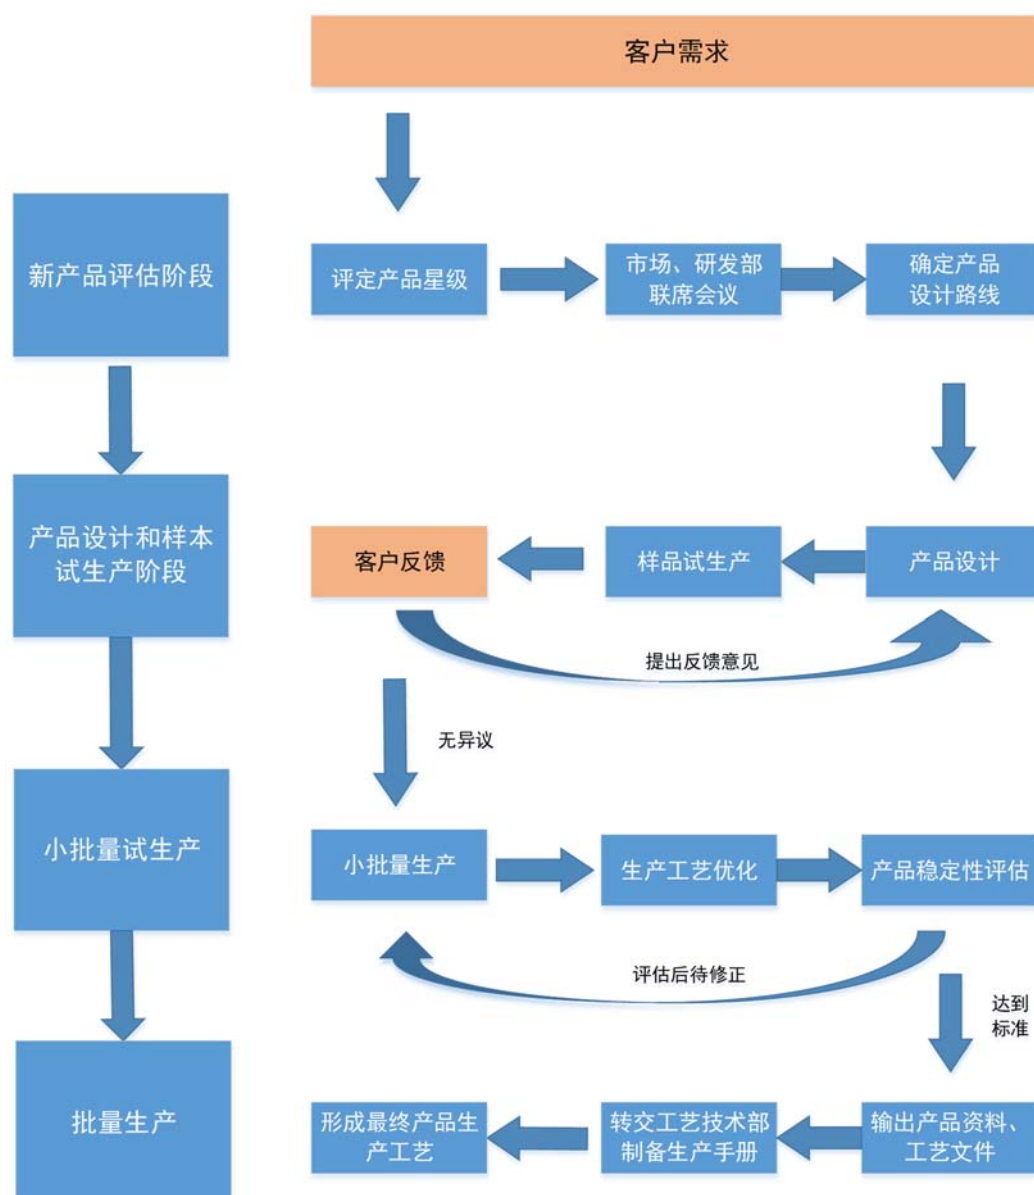 客户需求
新产品评估阶段
评定产品星级
市场、研发部
联席会议
确定产品
设计路线
产品设计和样本
试生产阶段
客户反馈
样品试生产
产品设计
提出反馈意见
无异议
小批量试生产
小批量生产
生产工艺优化
产品稳定性评估
评估后待修正
达到
标准
批量生产
形成最终产品生
产工艺
转交工艺技术部
制备生产手册
输出产品资料、
工艺文件